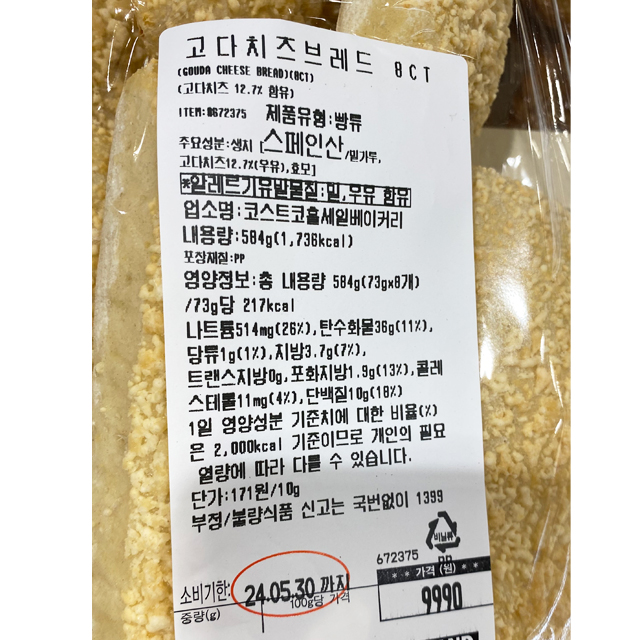 고다치즈브레드 8CT
(GOUDA CHEESE BREAD)(8CT)
(고다치즈 12.7% 함유)
ITEM:0672375 제품유형:빵류
주요성분:생지 [스페인산/밀가루,
고다치즈12.7%(우유),효모]
*알레르기유발물질:밀,우유 함유
업소명:코스트코홀세일베이커리
내용량:584g(1,736kcal)
포장재질:PP
영양정보:총 내용량 584g(73gx8개)
/73g당 217kcal
나트륨514mg(26%),탄수화물36g(11%),
당류1g(1%),지방3.7g(7%),
트랜스지방0g,포화지방1.9g(13%),콜레
스테롤11mg(4%),단백질10g(18%)
1일 영양성분 기준치에 대한 비율(%)
은 2,000kcal 기준이므로 개인의 필요
열량에 따라 다를 수 있습니다.
단가:171원/10g
부정/불량식품 신고는 국번없이 1399
비닐류
PP
672375
소비기한: 24.05.30 까지
* * 가격 (원) * *
중량(g) 100g당 가격
9990